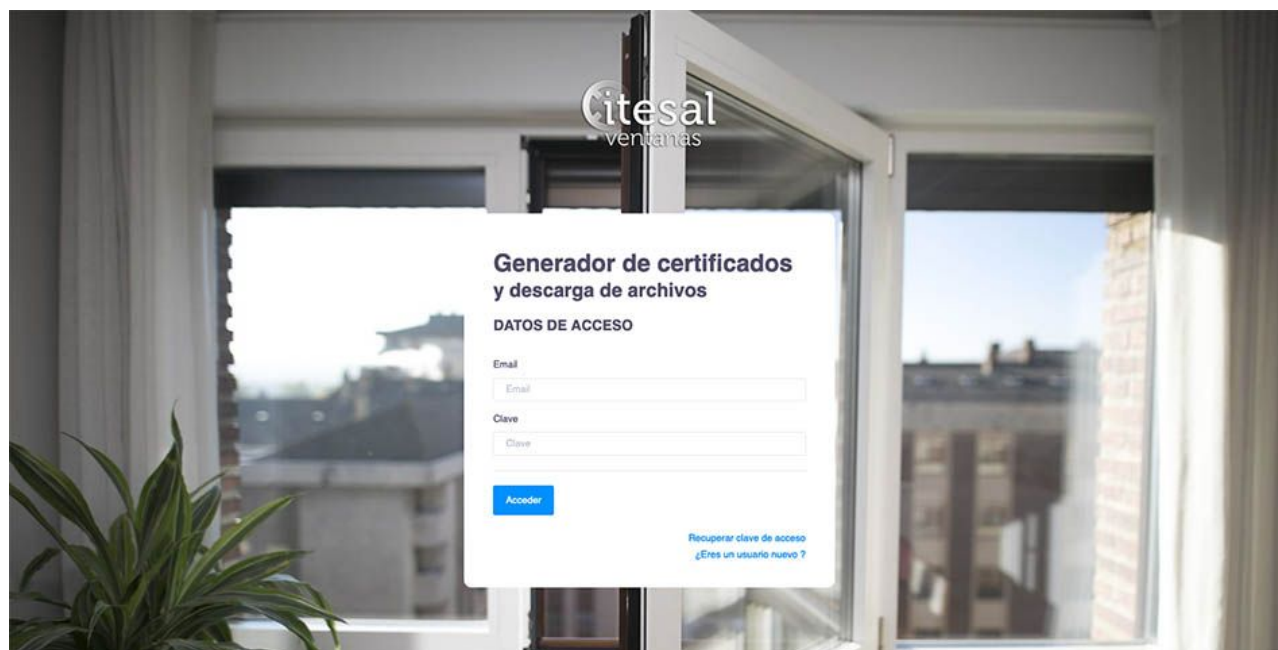 Citesal
ventanas
Generador de certificados
y descarga de archivos
DATOS DE ACCESO
Email
Email
Clave
Clave
Acceder
Recuperar clave de acceso
¿Eres un usuario nuevo ?